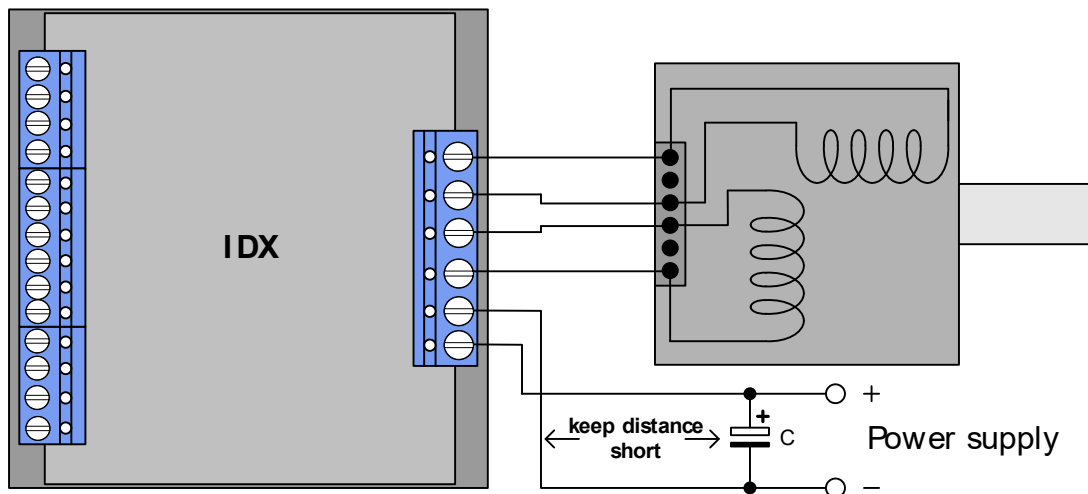 IDX
+
keep distance
short
+
C
Power supply
−